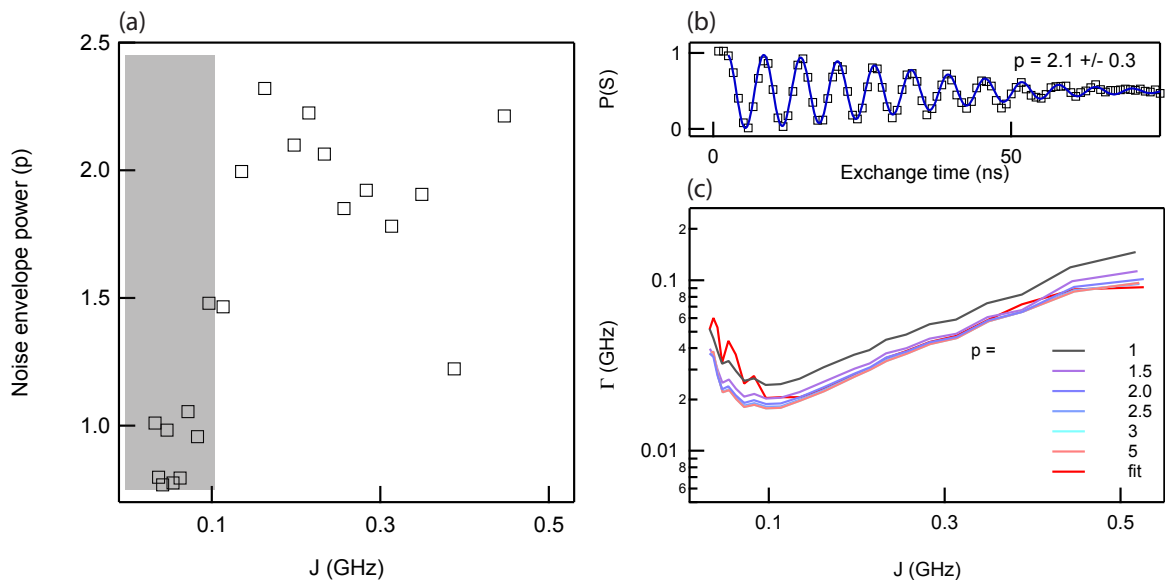 (a)
2.5
2.0
1.5
1.0
Noise envelope power (p)
0.1
0.3
0.5
J (GHz)
(b)
1
0
P(S)
p = 2.1 +/- 0.3
0
50
Exchange time (ns)
(c)
2
0.1
8
6
4
2
0.01
8
6
Γ (GHz)
p =
1
1.5
2.0
2.5
3
5
fit
0.1
0.3
0.5
J (GHz)